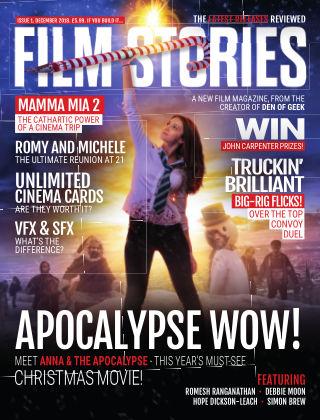 ISSUE 1, DECEMBER 2018. £5.99. IF YOU BUILD IT...
THE LATEST RELEASES REVIEWED
FILM STORIES
A NEW FILM MAGAZINE, FROM THE
CREATOR OF DEN OF GEEK
MAMMA MIA 2
THE CATHARTIC POWER
OF A CINEMA TRIP
ROMY AND MICHELE
THE ULTIMATE REUNION AT 21
UNLIMITED
CINEMA CARDS
ARE THEY WORTH IT?
VFX & SFX
WHAT'S THE
DIFFERENCE?
WIN
JOHN CARPENTER PRIZES!
TRUCKIN'
BRILLIANT
BIG-RIG FLICKS!
OVER THE TOP
CONVOY
DUEL
APOCALYPSE WOW!
MEET ANNA & THE APOCALYPSE - THIS YEAR'S MUST-SEE
CHRISTMAS MOVIE!
FEATURING
ROMESH RANGANATHAN · DEBBIE MOON
HOPE DICKSON-LEACH · SIMON BREW